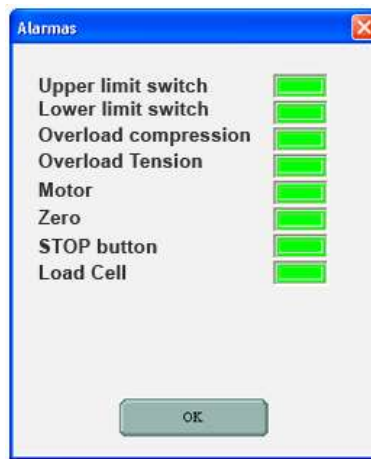 Alarmas
Upper limit switch
Lower limit switch
Overload compression
Overload Tension
Motor
Zero
STOP button
Load Cell
OK